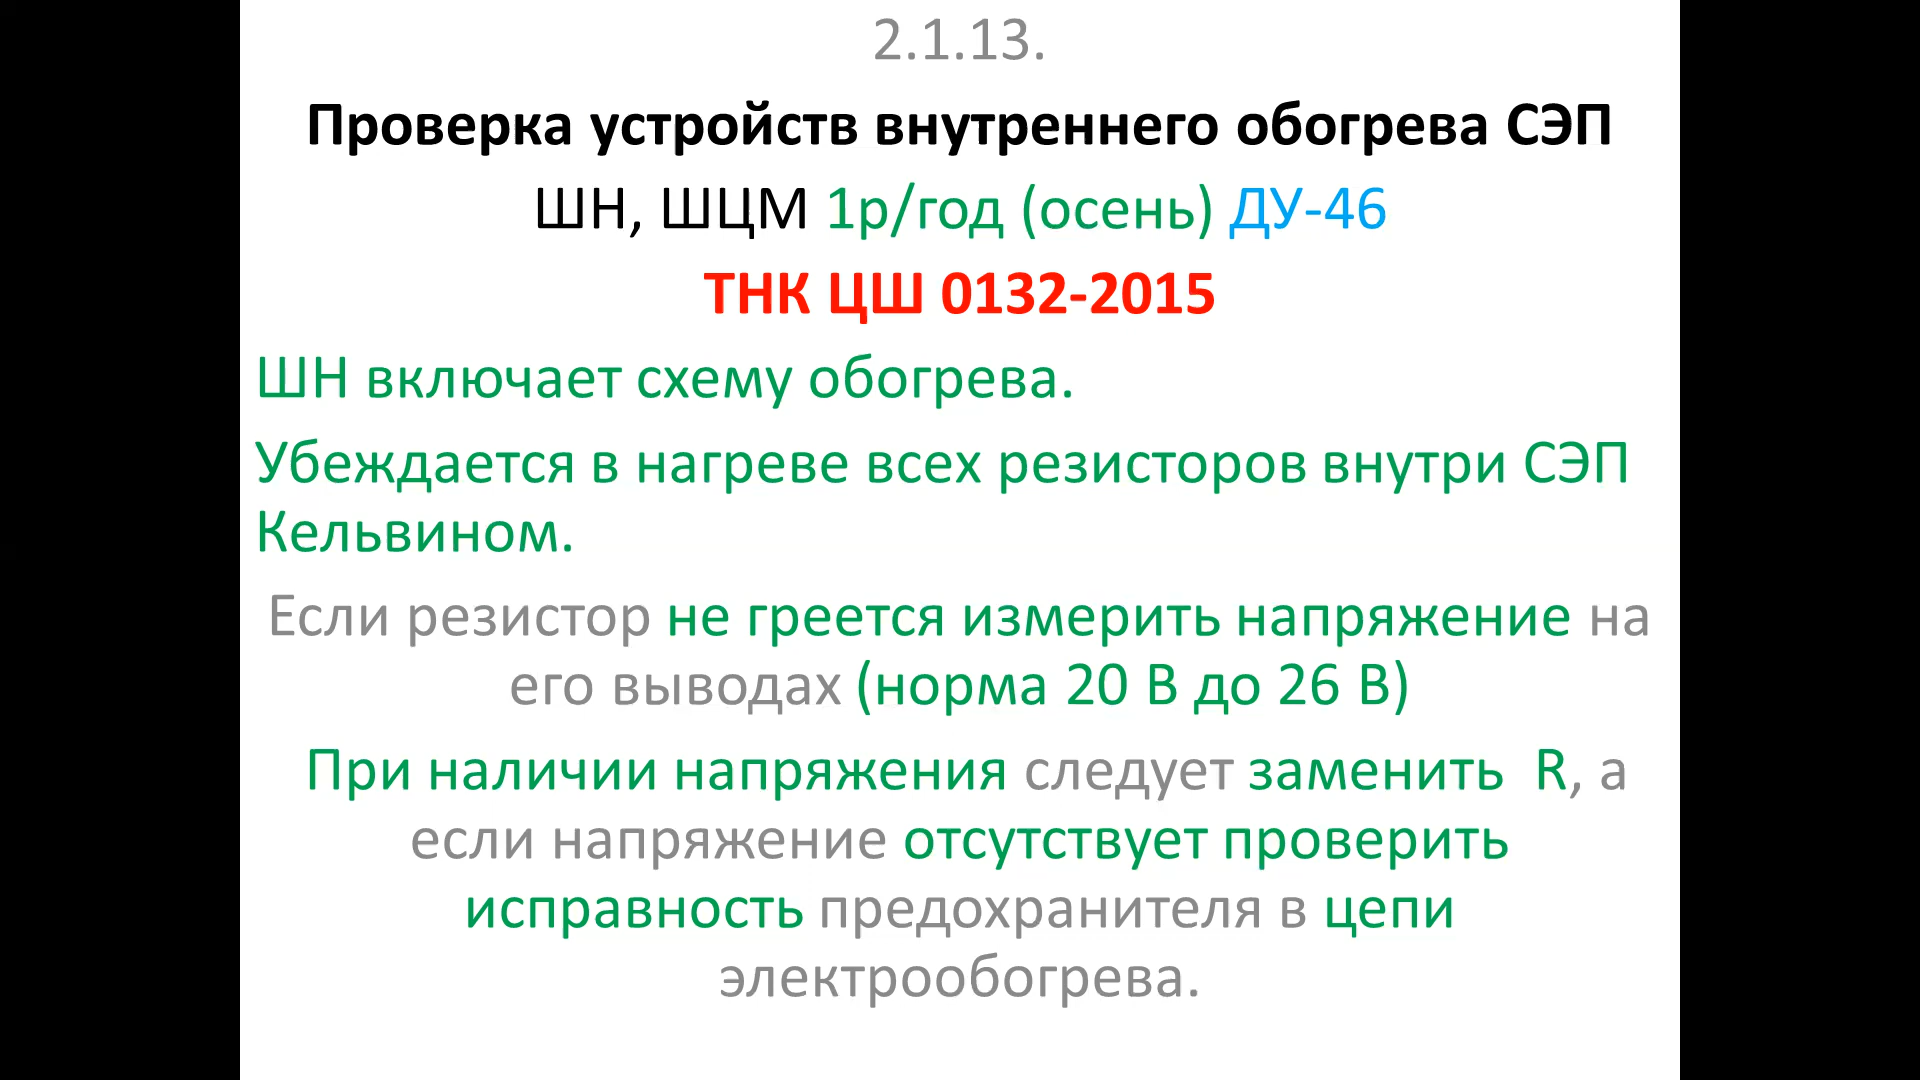 2.1.13.
Проверка устройств внутреннего обогрева СЭП
ШН, ШЦМ 1р/год (осень) ДУ-46
ТНК ЦШ 0132-2015
ШН включает схему обогрева.
Убеждается в нагреве всех резисторов внутри СЭП
Кельвином.
Если резистор не греется измерить напряжение на
его выводах (норма 20 В до 26 В)
При наличии напряжения следует заменить  R, а
если напряжение отсутствует проверить
исправность предохранителя в цепи
электрообогрева.